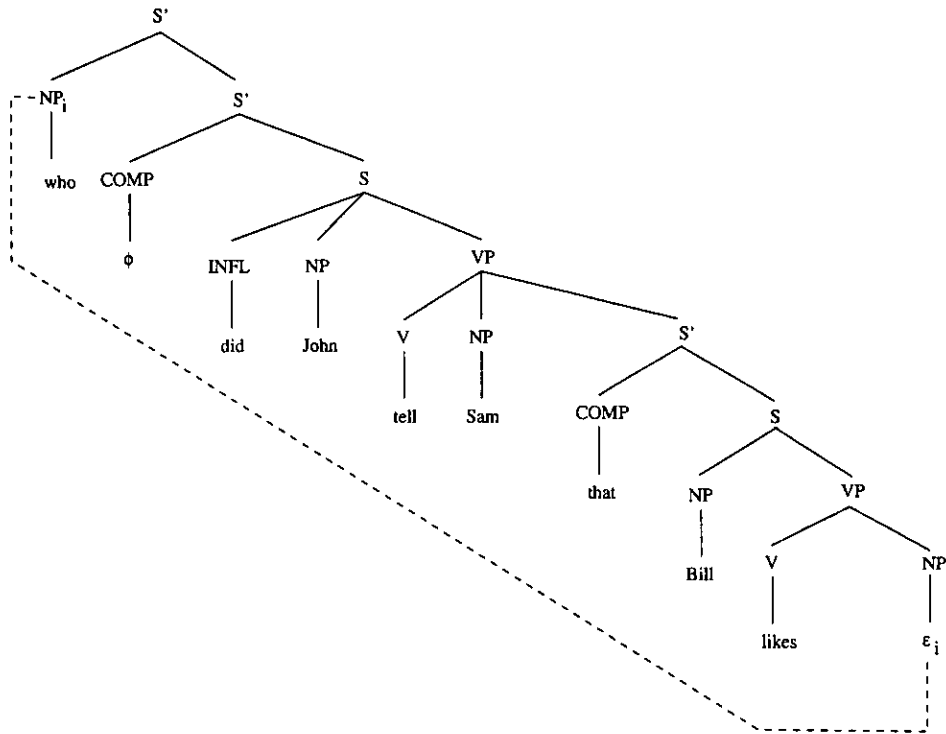 S'
NPi S'
who COMP S
ϕ INFL NP VP
did John V NP S'
tell Sam COMP S
that NP VP
Bill V NP
likes εi